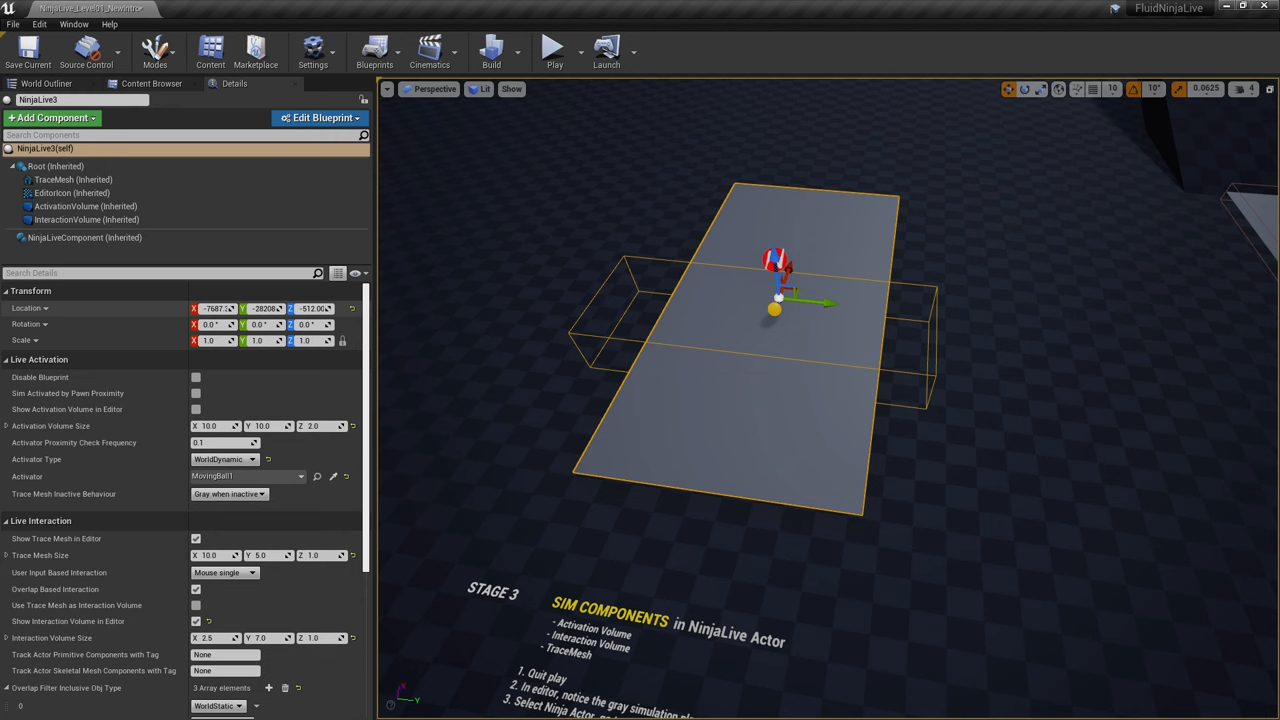 NinjaLive_Level01_NewIntro•
FluidNinjaLive
File Edit Window Help
Save Current Source Control Modes Content Marketplace Settings Blueprints Cinematics Build Play Launch
World Outliner Content Browser Details
Perspective Lit Show 10 10° 0.0625 4
NinjaLive3
+Add Component Edit Blueprint
Search Components
NinjaLive3(self)
Root (Inherited)
TraceMesh (Inherited)
EditorIcon (Inherited)
ActivationVolume (Inherited)
InteractionVolume (Inherited)
NinjaLiveComponent (Inherited)
Search Details
Transform
Location X -7687. Y -28208 Z -512.00
Rotation X 0.0 ° Y 0.0 ° Z 0.0 °
Scale X 1.0 Y 1.0 Z 1.0
Live Activation
Disable Blueprint
Sim Activated by Pawn Proximity
Show Activation Volume in Editor
Activation Volume Size X 10.0 Y 10.0 Z 2.0
Activator Proximity Check Frequency 0.1
Activator Type WorldDynamic
Activator MovingBall1
Trace Mesh Inactive Behaviour Gray when inactive
Live Interaction
Show Trace Mesh in Editor
Trace Mesh Size X 10.0 Y 5.0 Z 1.0
User Input Based Interaction Mouse single
Overlap Based Interaction
Use Trace Mesh as Interaction Volume
Show Interaction Volume in Editor
Interaction Volume Size X 2.5 Y 7.0 Z 1.0
Track Actor Primitive Components with Tag None
Track Actor Skeletal Mesh Components with Tag None
Overlap Filter Inclusive Obj Type 3 Array elements
0 WorldStatic
STAGE 3
SIM COMPONENTS in NinjaLive Actor
- Activation Volume
- Interaction Volume
- TraceMesh
1. Quit play
2. In editor, notice the gray simulation
3. Select Ninja Actor,
X Y